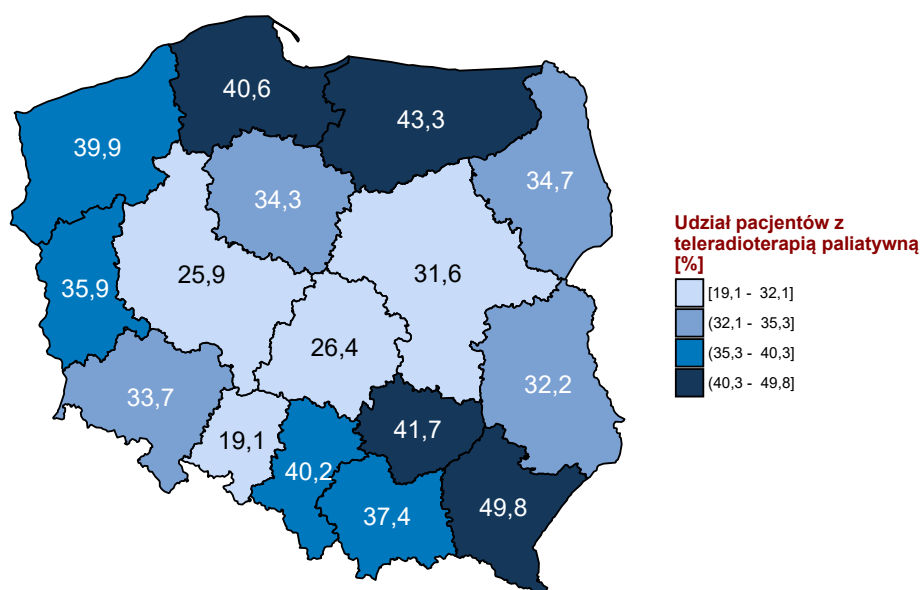 40,6
43,3
39,9
34,7
34,3
25,9
31,6
35,9
26,4
32,2
33,7
41,7
19,1
40,2
49,8
37,4
Udział pacjentów z
teleradioterapią paliatywną
[%]
[19,1 - 32,1]
(32,1 - 35,3]
(35,3 - 40,3]
(40,3 - 49,8]